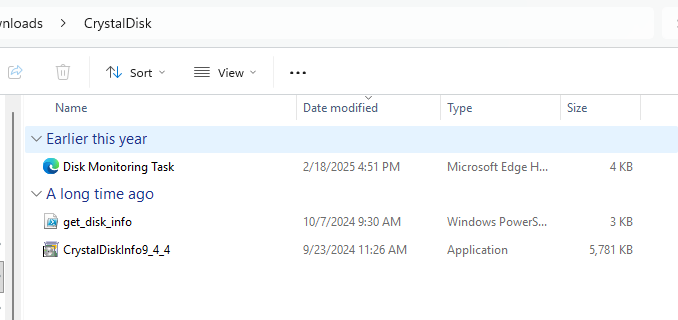 wnloads > CrystalDisk
Sort View ...
Name Date modified Type Size
Earlier this year
Disk Monitoring Task 2/18/2025 4:51 PM Microsoft Edge H... 4 KB
A long time ago
get_disk_info 10/7/2024 9:30 AM Windows PowerS... 3 KB
CrystalDiskInfo9_4_4 9/23/2024 11:26 AM Application 5,781 KB